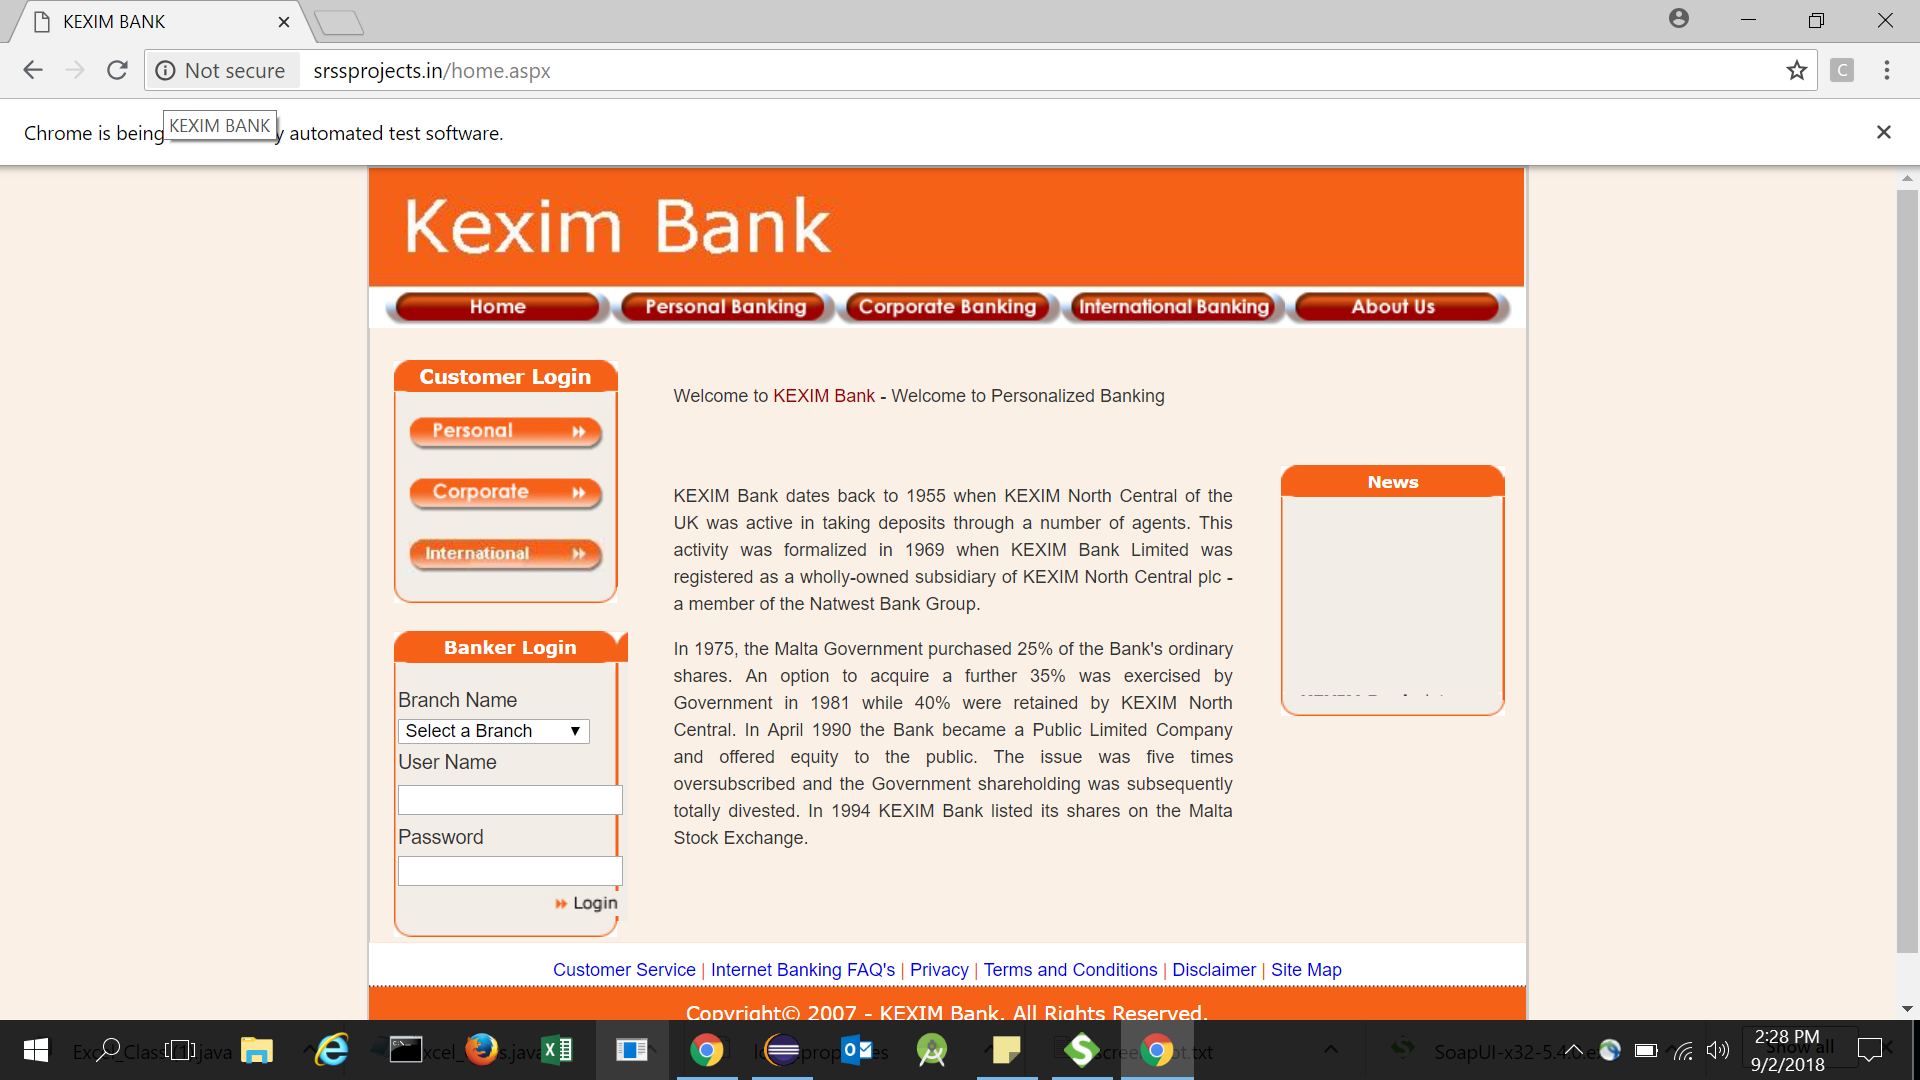 KEXIM BANK
Not secure
srssprojects.in/home.aspx
C
Chrome is being
KEXIM BANK
automated test software.
Kexim Bank
Home
Personal Banking
Corporate Banking
International Banking
About Us
Customer Login
Personal
Corporate
International
Banker Login
Branch Name
Select a Branch
User Name
Password
Login
Welcome to KEXIM Bank - Welcome to Personalized Banking
KEXIM Bank dates back to 1955 when KEXIM North Central of the
UK was active in taking deposits through a number of agents. This
activity was formalized in 1969 when KEXIM Bank Limited was
registered as a wholly-owned subsidiary of KEXIM North Central plc -
a member of the Natwest Bank Group.
In 1975, the Malta Government purchased 25% of the Bank's ordinary
shares. An option to acquire a further 35% was exercised by
Government in 1981 while 40% were retained by KEXIM North
Central. In April 1990 the Bank became a Public Limited Company
and offered equity to the public. The issue was five times
oversubscribed and the Government shareholding was subsequently
totally divested. In 1994 KEXIM Bank listed its shares on the Malta
Stock Exchange.
News
Customer Service | Internet Banking FAQ's | Privacy | Terms and Conditions | Disclaimer | Site Map
Copyright© 2007 - KEXIM Bank. All Rights Reserved.
2:28 PM
9/2/2018